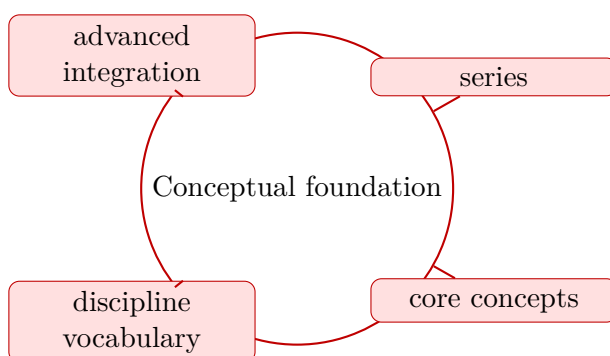 advanced
integration
series
Conceptual foundation
discipline
vocabulary
core concepts